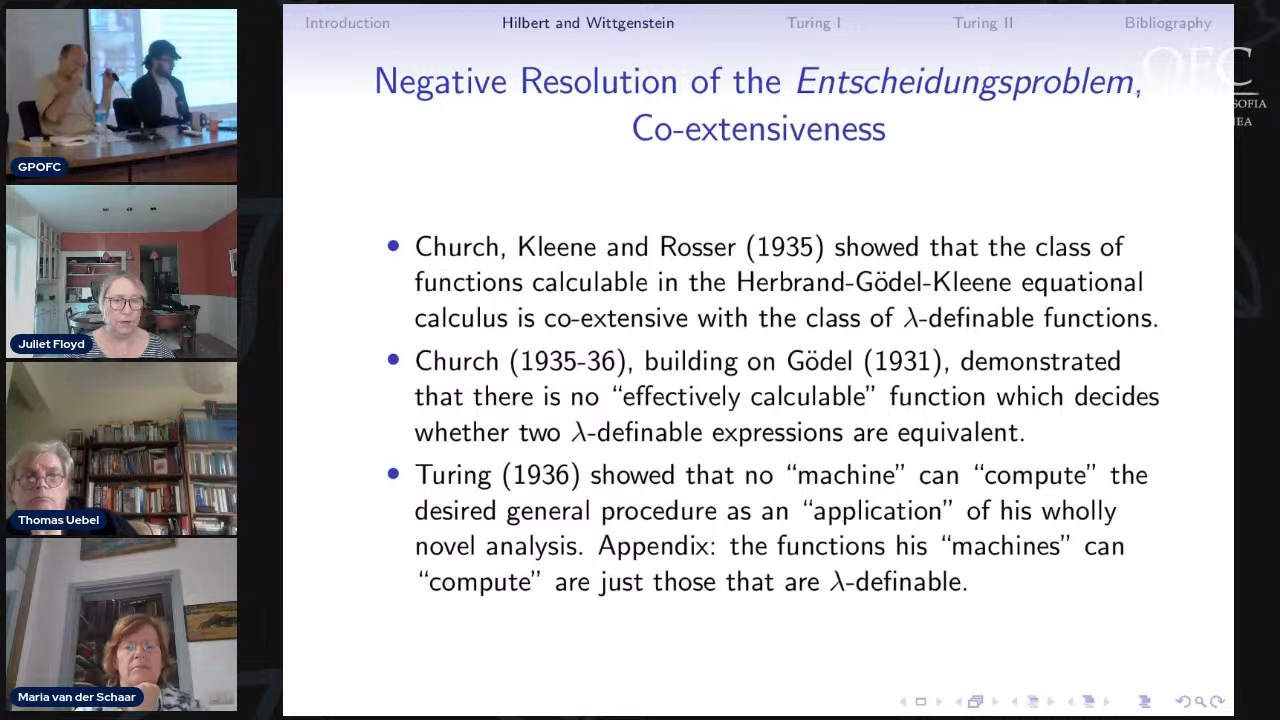 Introduction Hilbert and Wittgenstein Turing I Turing II Bibliography
Negative Resolution of the Entscheidungsproblem,
Co-extensiveness
• Church, Kleene and Rosser (1935) showed that the class of
functions calculable in the Herbrand-Gödel-Kleene equational
calculus is co-extensive with the class of λ-definable functions.
• Church (1935-36), building on Gödel (1931), demonstrated
that there is no “effectively calculable” function which decides
whether two λ-definable expressions are equivalent.
• Turing (1936) showed that no “machine” can “compute” the
desired general procedure as an “application” of his wholly
novel analysis. Appendix: the functions his “machines” can
“compute” are just those that are λ-definable.
GPOFC
Juliet Floyd
Thomas Uebel
Maria van der Schaar